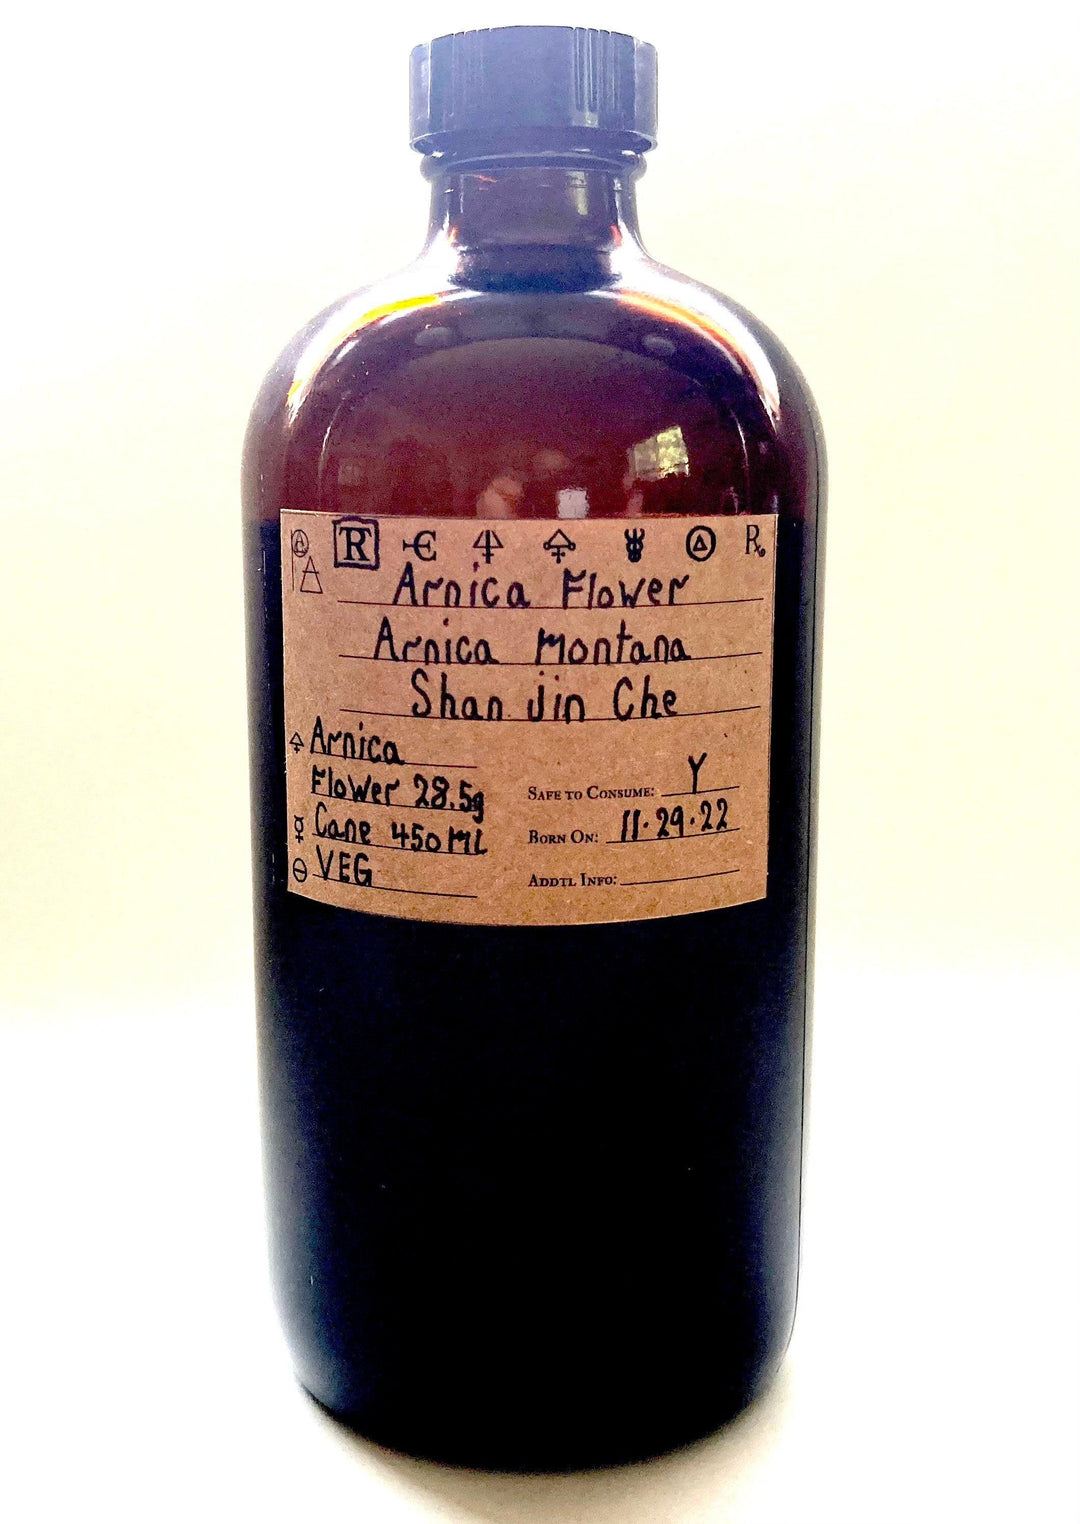 R ℞
Arnica Flower
Arnica Montana
Shan Jin Che
Arnica
Flower 28.5g
Cane 450ML
VEG
SAFE TO CONSUME: Y
BORN ON: 11·29·22
ADDTL INFO: